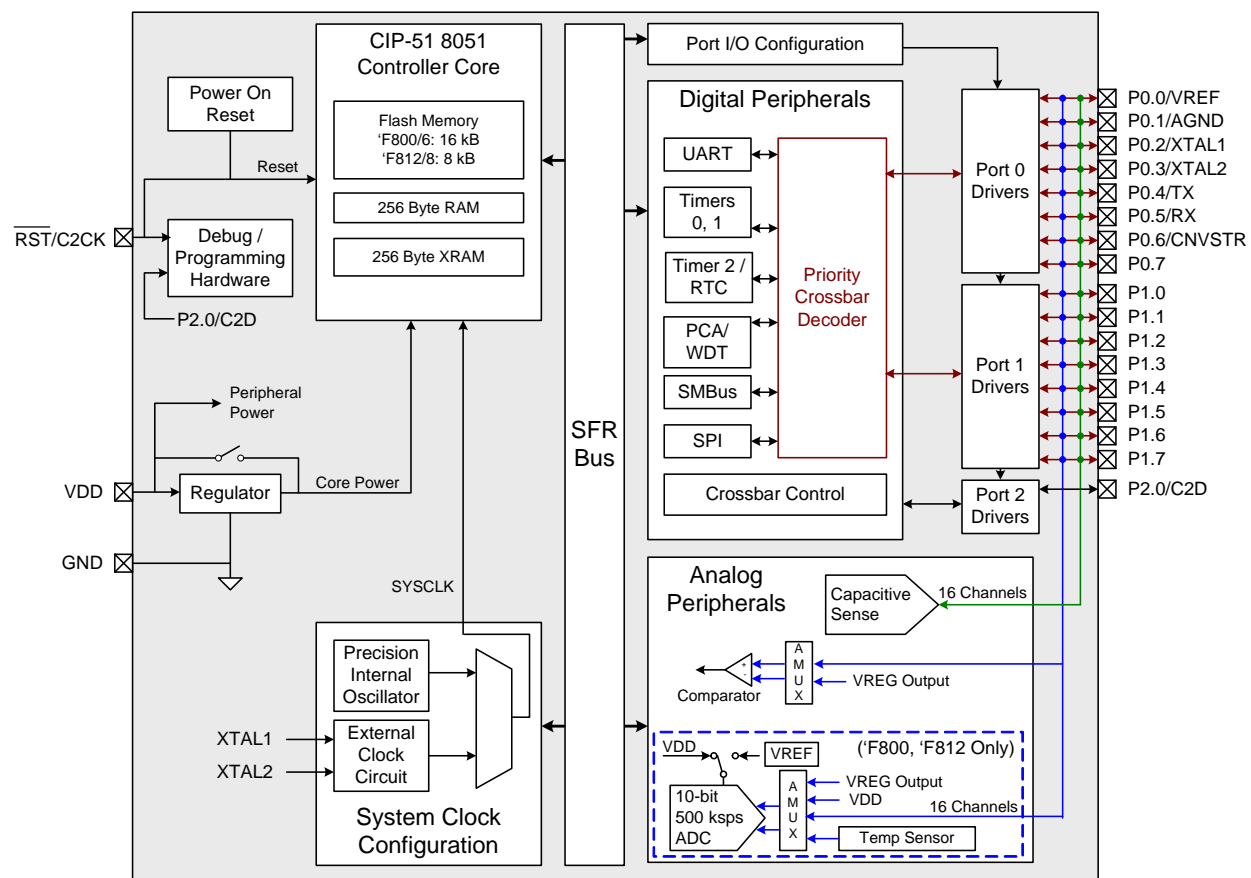 CIP-51 8051
Controller Core
Flash Memory
‘F800/6: 16 kB
‘F812/8: 8 kB
256 Byte RAM
256 Byte XRAM
Power On
Reset
Reset
RST/C2CK
Debug /
Programming
Hardware
P2.0/C2D
Peripheral
Power
VDD
Regulator
Core Power
GND
SYSCLK
Precision
Internal
Oscillator
XTAL1
XTAL2
External
Clock
Circuit
System Clock
Configuration
SFR
Bus
Port I/O Configuration
Digital Peripherals
UART
Timers
0, 1
Timer 2 /
RTC
PCA/
WDT
SMBus
SPI
Priority
Crossbar
Decoder
Crossbar Control
Port 0
Drivers
Port 1
Drivers
Port 2
Drivers
P0.0/VREF
P0.1/AGND
P0.2/XTAL1
P0.3/XTAL2
P0.4/TX
P0.5/RX
P0.6/CNVSTR
P0.7
P1.0
P1.1
P1.2
P1.3
P1.4
P1.5
P1.6
P1.7
P2.0/C2D
Analog
Peripherals
Capacitive
Sense
16 Channels
+
-
Comparator
A
M
U
X
VREG Output
(‘F800, ‘F812 Only)
VDD
VREF
10-bit
500 ksps
ADC
A
M
U
X
VREG Output
VDD
16 Channels
Temp Sensor